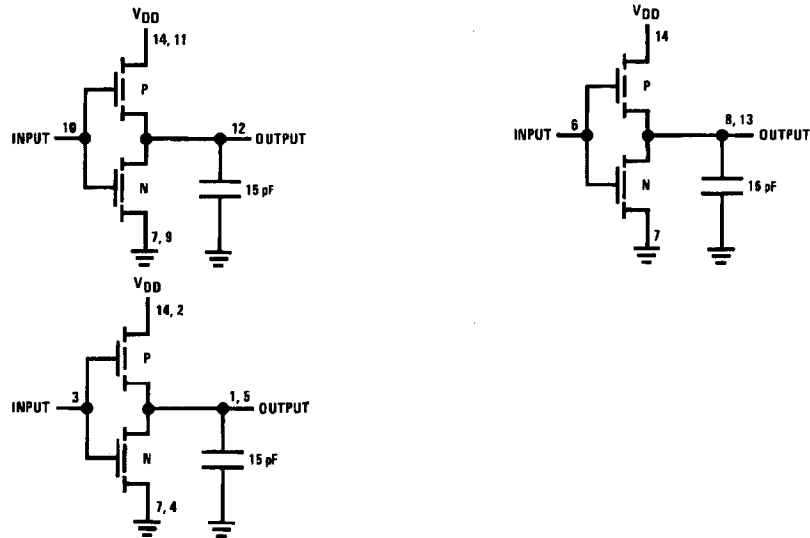 VDD
14, 11
P
INPUT
10
12
OUTPUT
N
15 pF
7, 9
VDD
14
P
INPUT
6
8, 13
OUTPUT
N
15 pF
7
VDD
14, 2
P
INPUT
3
1, 5
OUTPUT
N
15 pF
7, 4